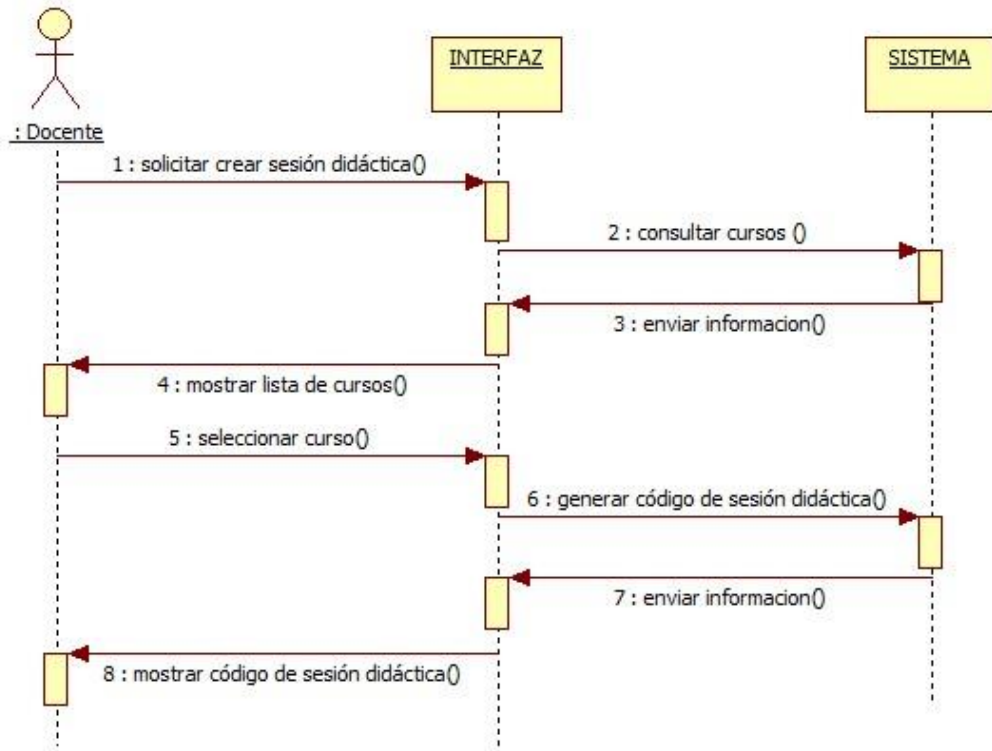 INTERFAZ
SISTEMA
: Docente
1 : solicitar crear sesión didáctica()
2 : consultar cursos ()
3 : enviar informacion()
4 : mostrar lista de cursos()
5 : seleccionar curso()
6 : generar código de sesión didáctica()
7 : enviar informacion()
8 : mostrar código de sesión didáctica()